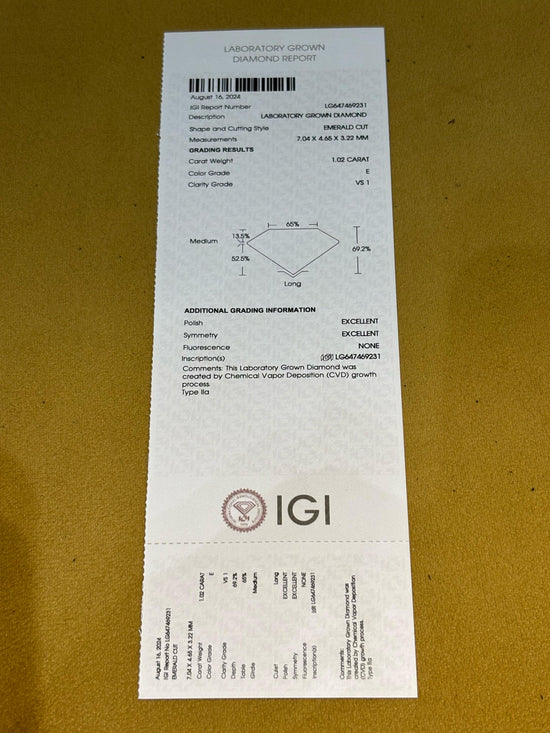 LABORATORY GROWN
DIAMOND REPORT
August 16, 2024
IGI Report Number LG647469231
Description LABORATORY GROWN DIAMOND
Shape and Cutting Style EMERALD CUT
Measurements 7.04 X 4.65 X 3.22 MM
GRADING RESULTS
Carat Weight 1.02 CARAT
Color Grade E
Clarity Grade VS 1
65%
Medium 13.5%
69.2%
52.5%
Long
ADDITIONAL GRADING INFORMATION
Polish EXCELLENT
Symmetry EXCELLENT
Fluorescence NONE
Inscription(s) LG647469231
Comments: This Laboratory Grown Diamond was
created by Chemical Vapor Deposition (CVD) growth
process.
Type IIa
IGI
August 16, 2024
IGI Report No LG647469231
EMERALD CUT
7.04 X 4.65 X 3.22 MM
Carat Weight 1.02 CARAT
Color Grade E
Clarity Grade VS 1
Depth 69.2%
Table 65%
Girdle Medium
Culet Long
Polish EXCELLENT
Symmetry EXCELLENT
Fluorescence NONE
Inscription(s) LG647469231
Comments:
This Laboratory Grown Diamond was
created by Chemical Vapor Deposition
(CVD) growth process.
Type IIa